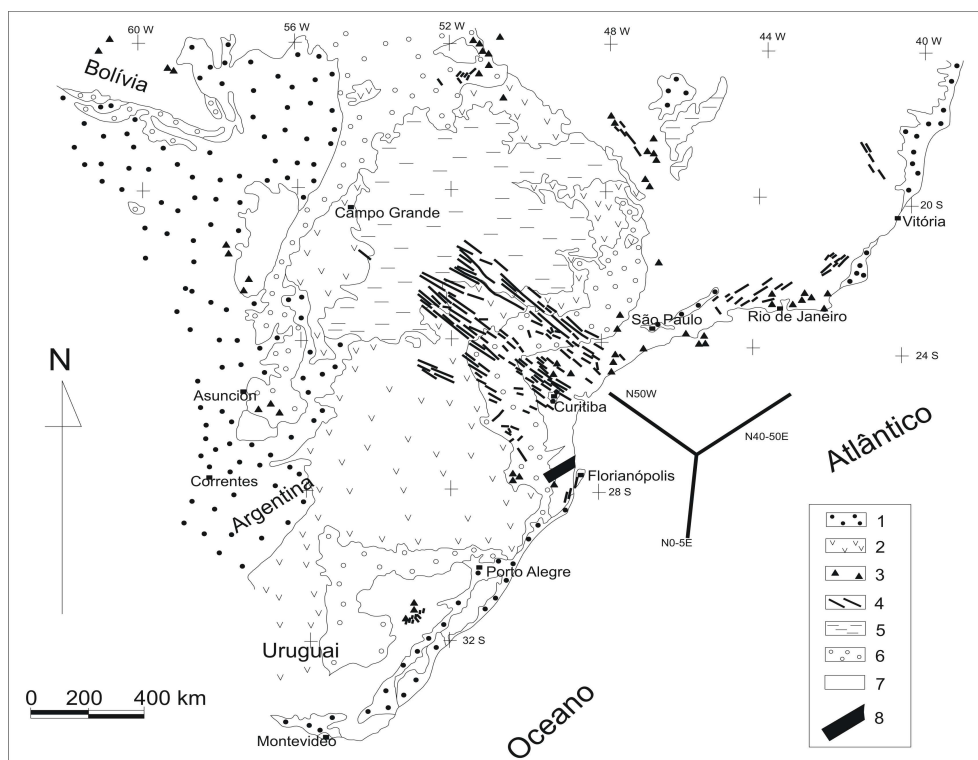 60 W
56 W
52 W
48 W
44 W
40 W
Bolívia
20 S
Campo Grande
Vitória
São Paulo
Rio de Janeiro
N
24 S
Asuncion
N50W
Curitiba
N40-50E
Atlântico
Correntes
Florianópolis
28 S
Argentina
N0-5E
Porto Alegre
Uruguai
32 S
0 200 400 km
Oceano
Montevideo
1
2
3
4
5
6
7
8